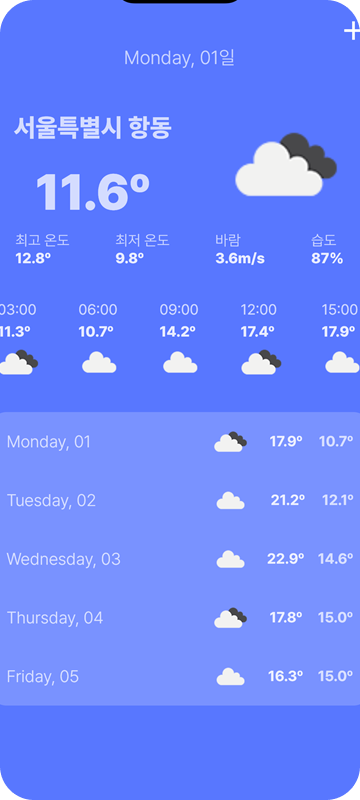 +
Monday, 01일
서울특별시 항동
11.6º
최고 온도 최저 온도 바람 습도
12.8º 9.8º 3.6m/s 87%
03:00 06:00 09:00 12:00 15:00
11.3º 10.7º 14.2º 17.4º 17.9º
Monday, 01 17.9º 10.7º
Tuesday, 02 21.2º 12.1º
Wednesday, 03 22.9º 14.6º
Thursday, 04 17.8º 15.0º
Friday, 05 16.3º 15.0º